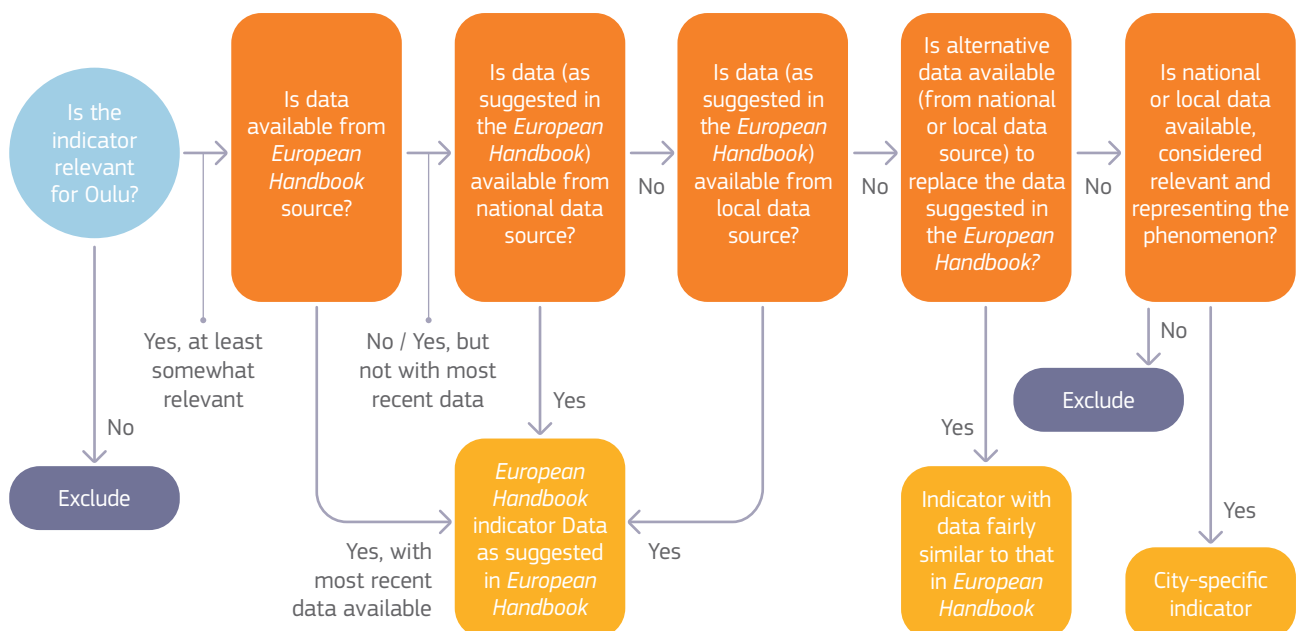 Is the
indicator
relevant
for Oulu?
Is data
available from
European
Handbook
source?
Is data (as
suggested in
the European
Handbook)
available from
national data
source?
Is data (as
suggested in
the European
Handbook)
available from
local data
source?
Is alternative
data available
(from national
or local data
source) to
replace the data
suggested in
the European
Handbook?
Is national
or local data
available,
considered
relevant and
representing the
phenomenon?
No
No
No
Yes, at least
somewhat
relevant
No / Yes, but
not with most
recent data
Yes
No
Exclude
No
Exclude
Yes, with
most recent
data available
European
Handbook
indicator Data
as suggested
in European
Handbook
Yes
Yes
Indicator with
data fairly
similar to that
in European
Handbook
Yes
City-specific
indicator